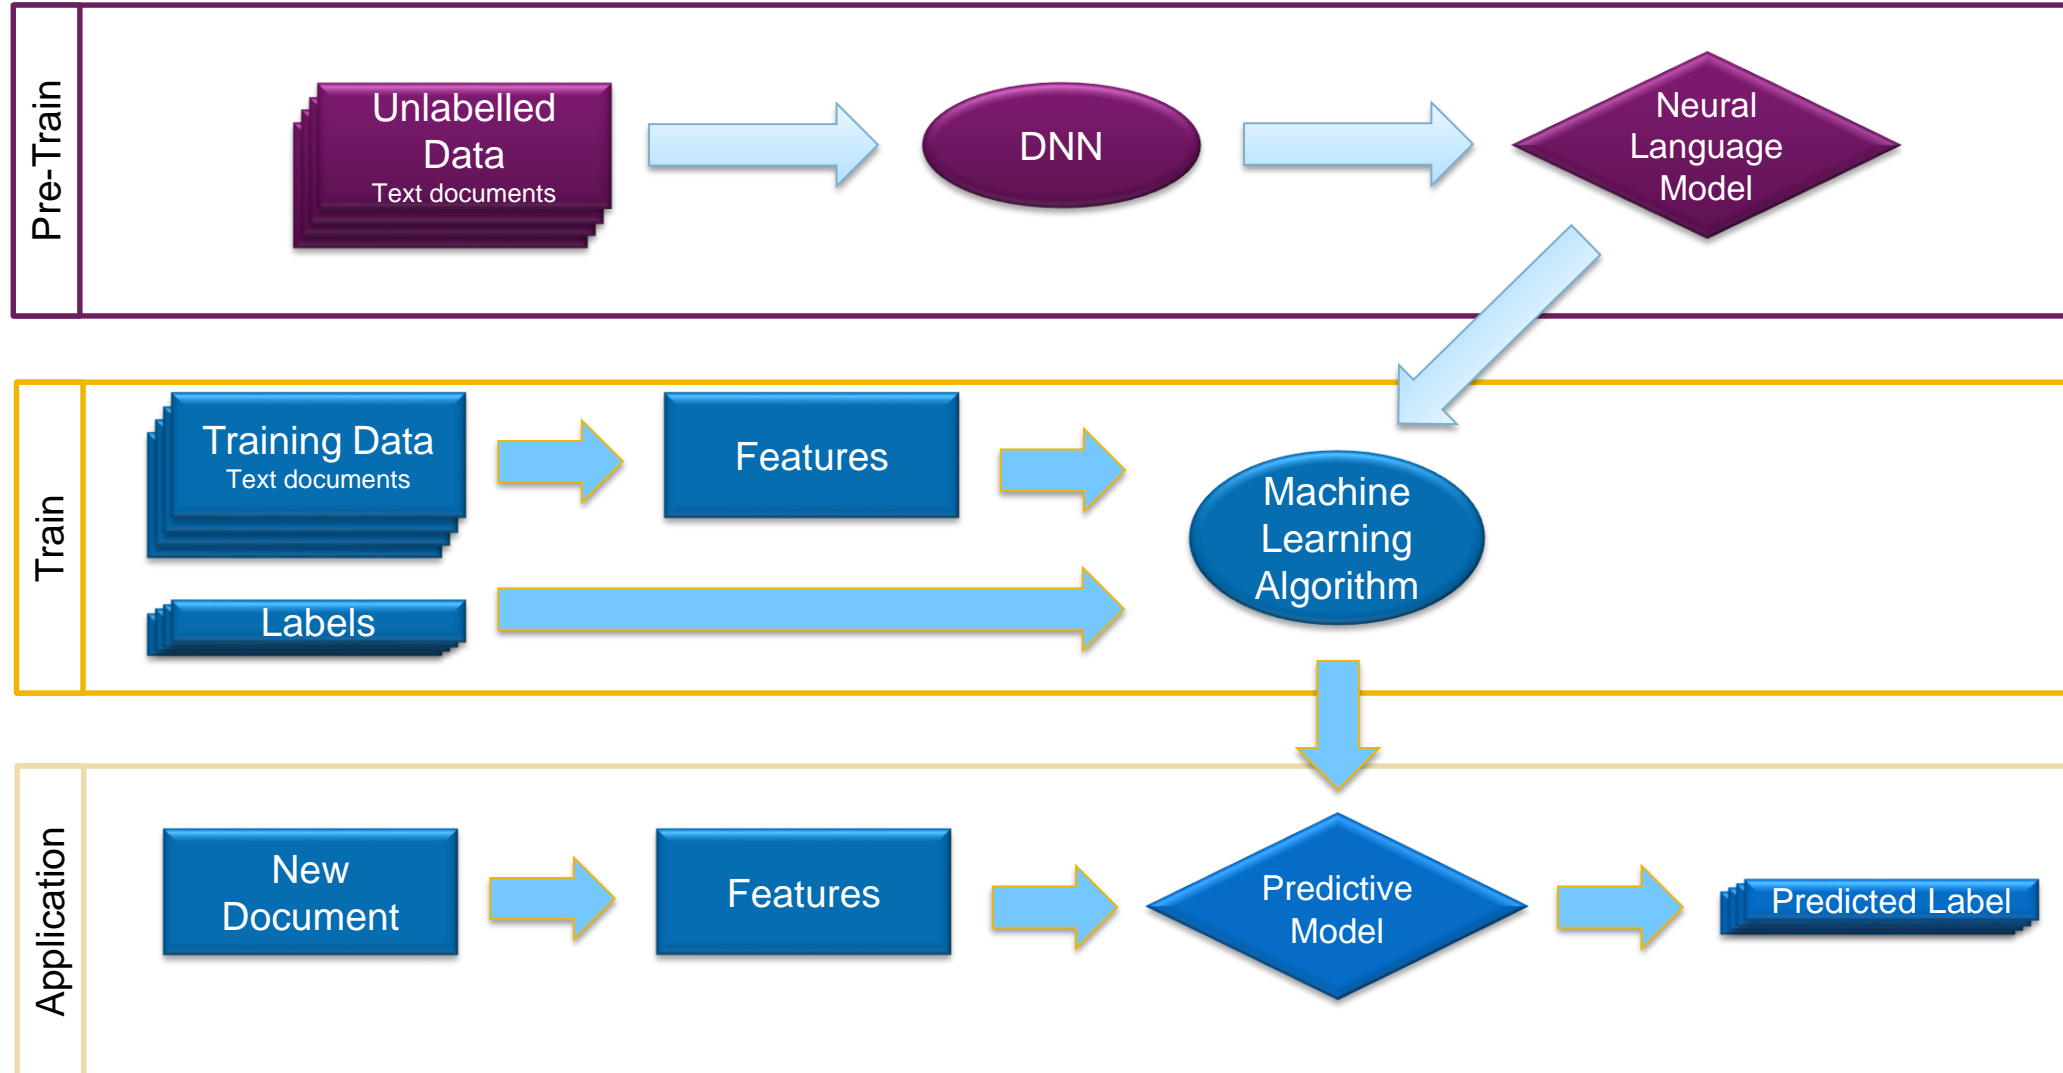 Pre-Train
Unlabelled
Data
Text documents
DNN
Neural
Language
Model
Train
Training Data
Text documents
Features
Labels
Machine
Learning
Algorithm
Application
New
Document
Features
Predictive
Model
Predicted Label